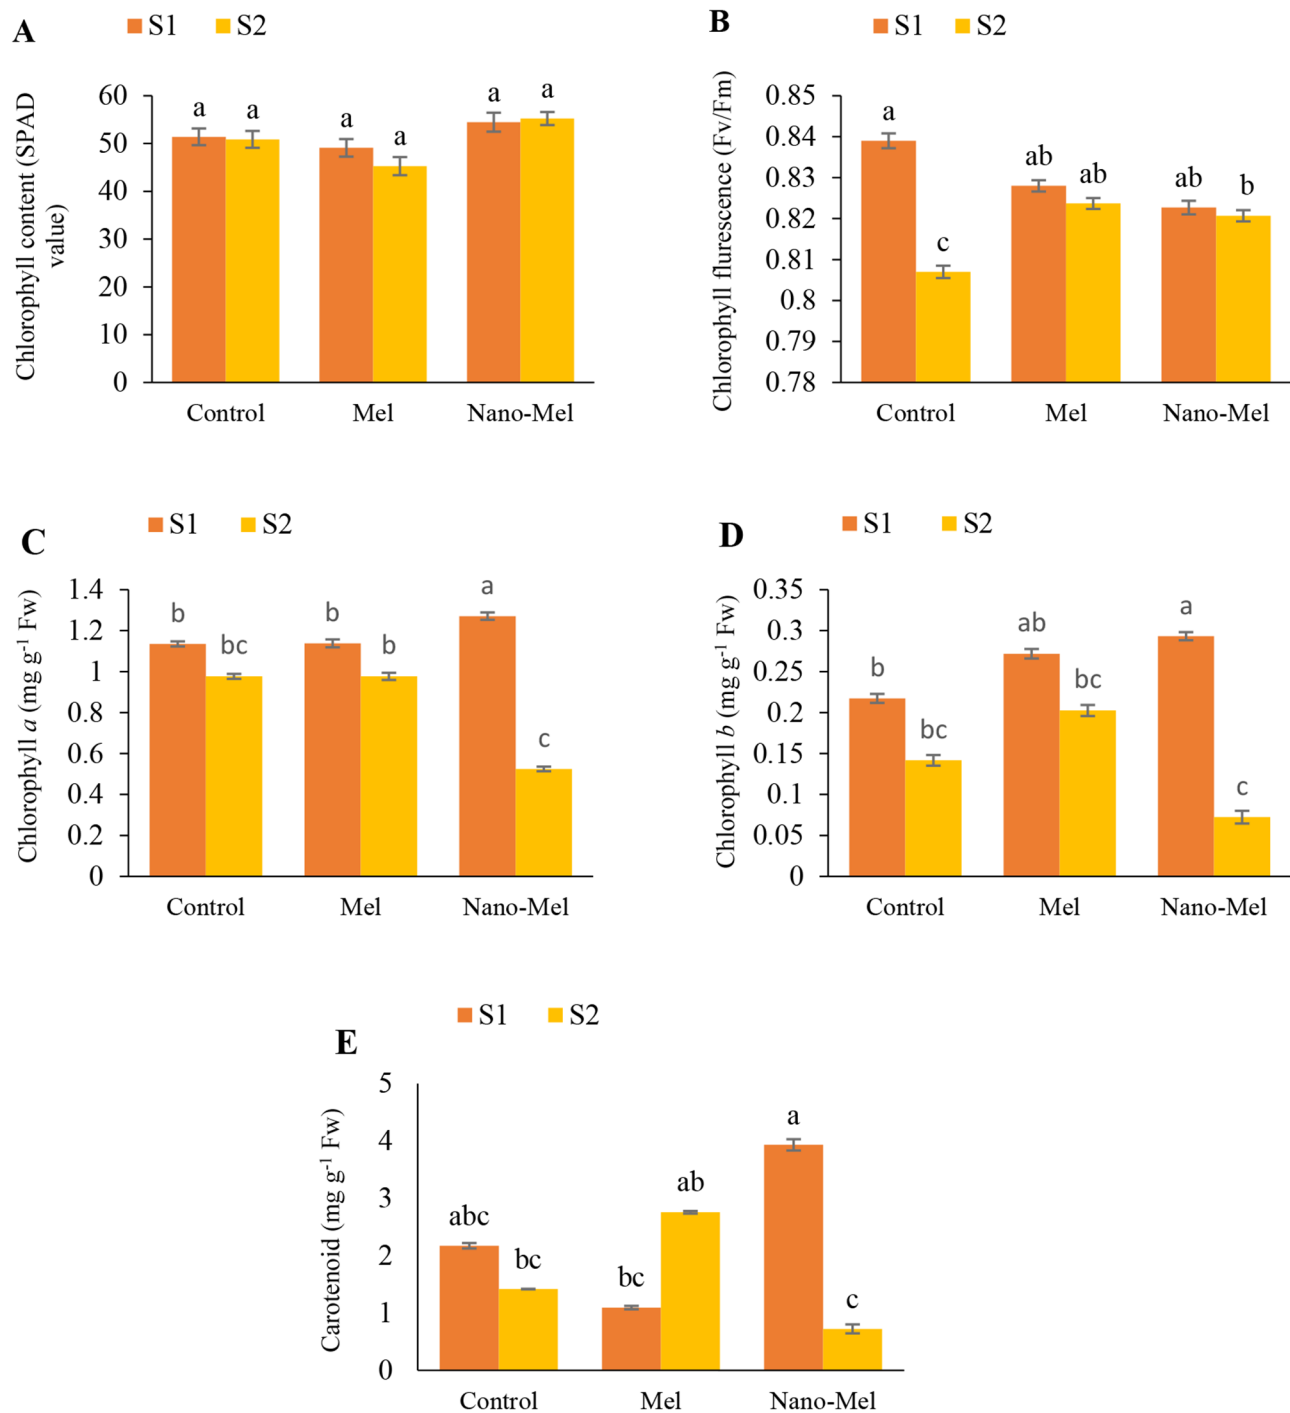 A
S1 S2
Chlorophyll content (SPAD
value)
60
50
40
30
20
10
0
a a a a a a
Control Mel Nano-Mel
B
S1 S2
Chlorophyll flurescence (Fv/Fm)
0.85
0.84
0.83
0.82
0.81
0.8
0.79
0.78
a c ab ab ab b
Control Mel Nano-Mel
C
S1 S2
Chlorophyll a (mg g⁻¹ Fw)
1.4
1.2
1
0.8
0.6
0.4
0.2
0
b bc b b a c
Control Mel Nano-Mel
D
S1 S2
Chlorophyll b (mg g⁻¹ Fw)
0.35
0.3
0.25
0.2
0.15
0.1
0.05
0
b bc ab bc a c
Control Mel Nano-Mel
E
S1 S2
Carotenoid (mg g⁻¹ Fw)
5
4
3
2
1
0
abc bc bc ab a c
Control Mel Nano-Mel